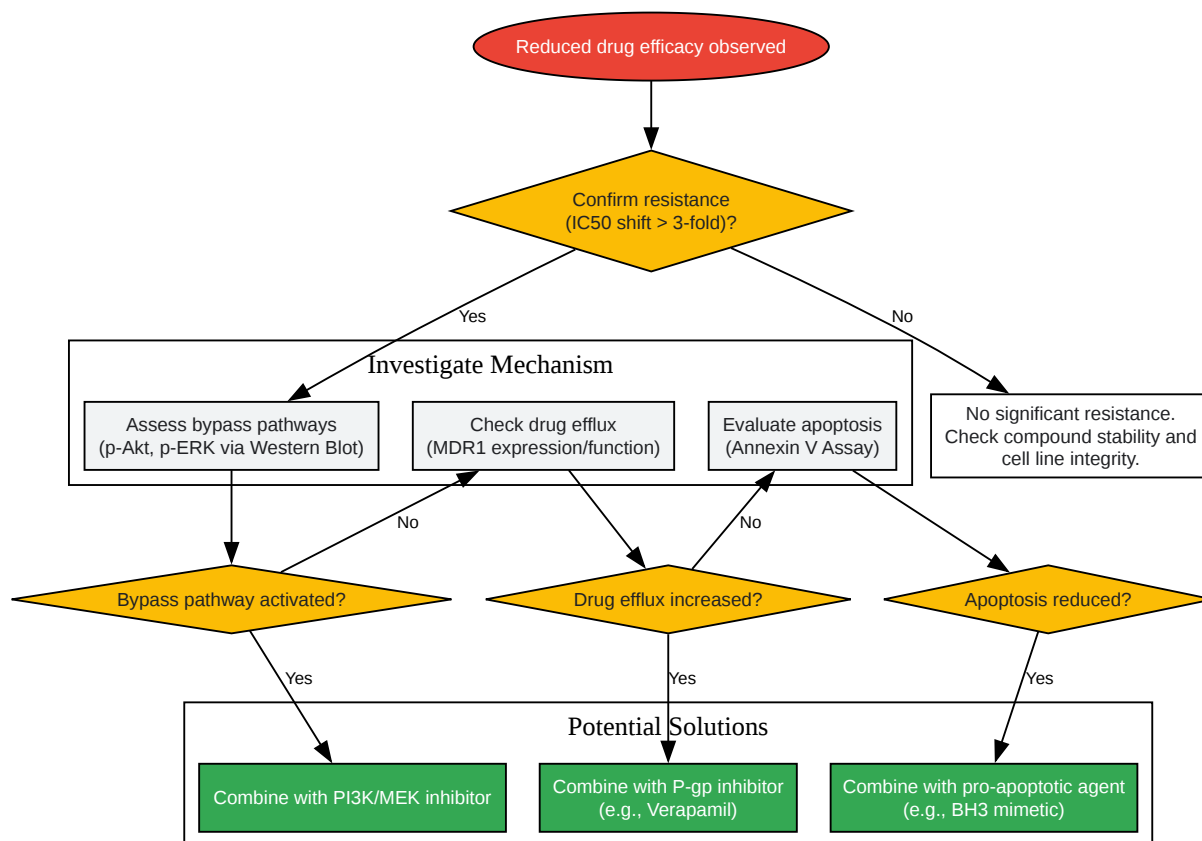 Reduced drug efficacy observed
Confirm resistance
(IC50 shift > 3-fold)?
Yes
No
Investigate Mechanism
Assess bypass pathways
(p-Akt, p-ERK via Western Blot)
Check drug efflux
(MDR1 expression/function)
Evaluate apoptosis
(Annexin V Assay)
No significant resistance.
Check compound stability and
cell line integrity.
No
No
Bypass pathway activated?
Drug efflux increased?
Apoptosis reduced?
Yes
Yes
Yes
Potential Solutions
Combine with PI3K/MEK inhibitor
Combine with P-gp inhibitor
(e.g., Verapamil)
Combine with pro-apoptotic agent
(e.g., BH3 mimetic)